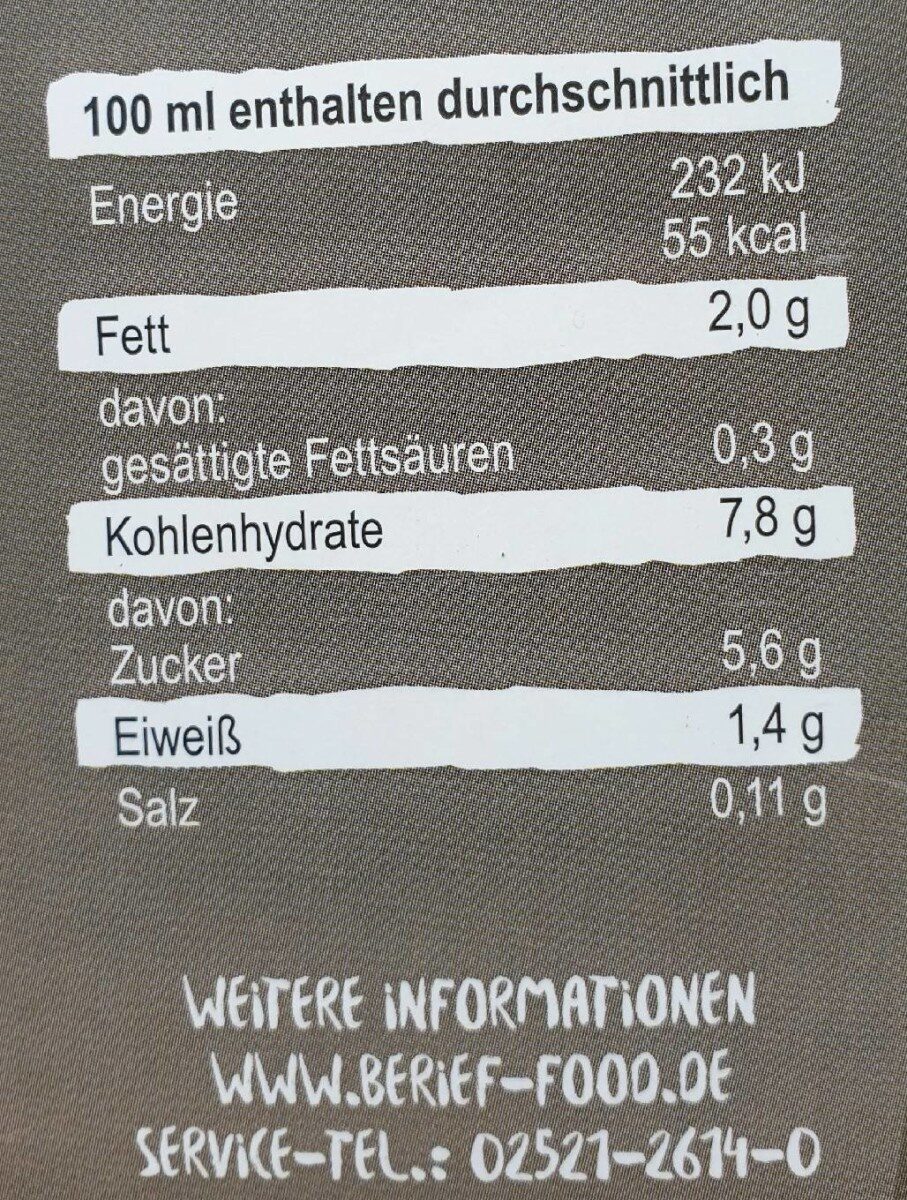 100 ml enthalten durchschnittlich
Energie 232 kJ
55 kcal
Fett 2,0 g
davon:
gesättigte Fettsäuren 0,3 g
Kohlenhydrate 7,8 g
davon:
Zucker 5,6 g
Eiweiß 1,4 g
Salz 0,11 g
WEiTERE iNFORMATiONEN
WWW.BERiEF-FOOD.DE
SERViCE-TEL.: 02521-2614-0